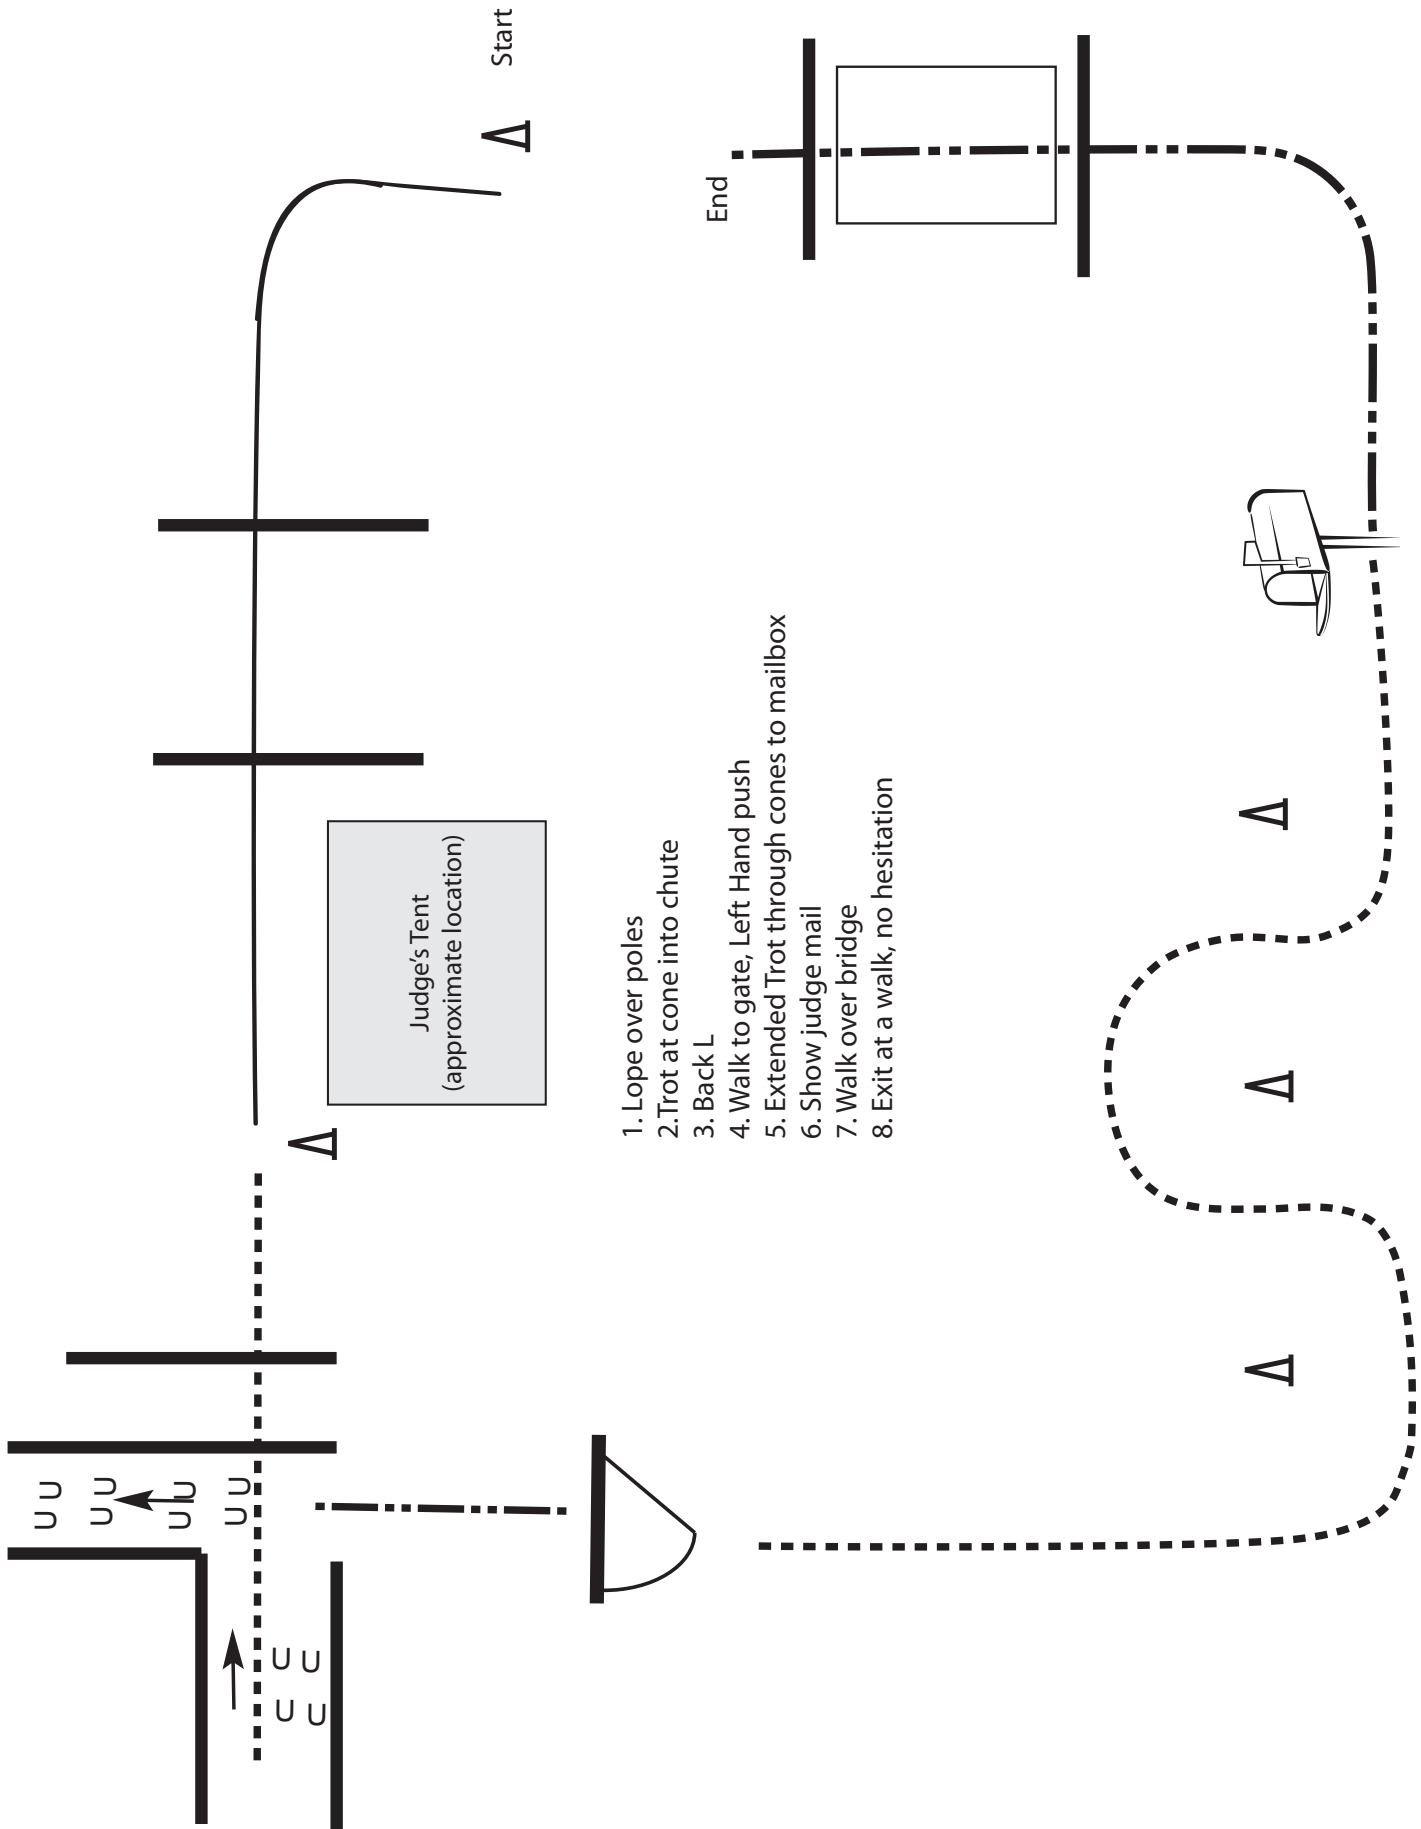 Start
End
Judge's Tent
(approximate location)
1. Lope over poles
2.Trot at cone into chute
3. Back L
4. Walk to gate, Left Hand push
5. Extended Trot through cones to mailbox
6. Show judge mail
7. Walk over bridge
8. Exit at a walk, no hesitation